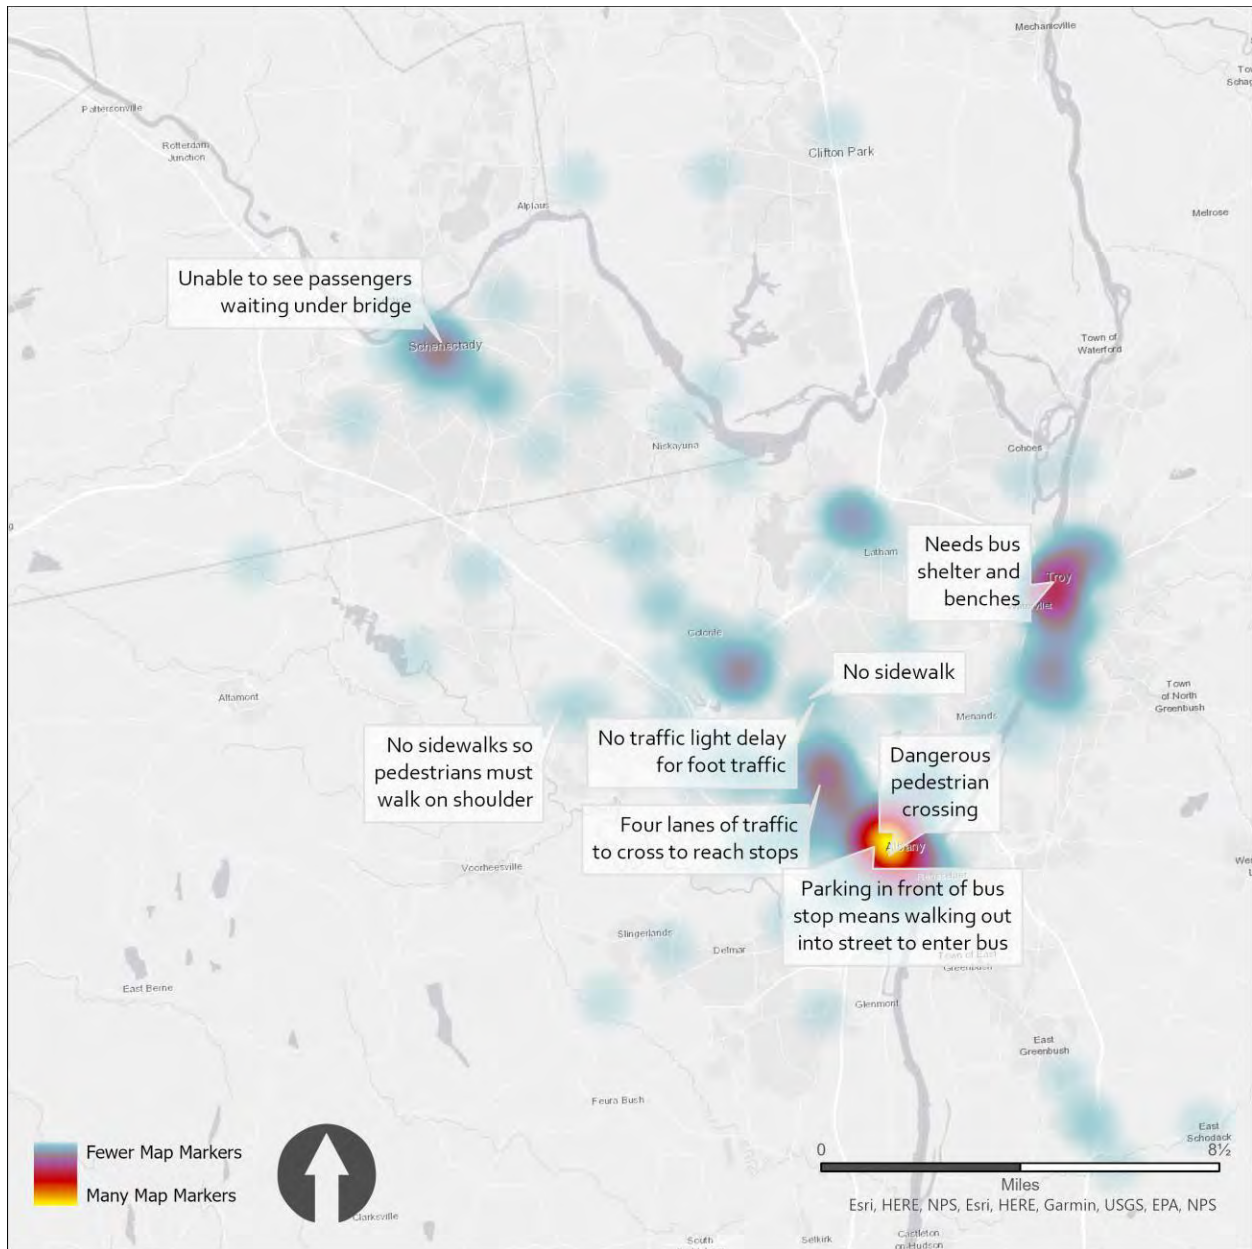 Mechanicville
Pattersonville
Rotterdam
Junction
Clifton Park
Alplaus
Melrose
Unable to see passengers
waiting under bridge
Schenectady
Town of
Waterford
Niskayuna
Cohoes
Latham
Needs bus
shelter and
benches
Troy
Colonie
No sidewalk
Altamont
Town
of North
Greenbush
Menands
No sidewalks so
pedestrians must
walk on shoulder
No traffic light delay
for foot traffic
Dangerous
pedestrian
crossing
Four lanes of traffic
to cross to reach stops
Albany
Voorheesville
Parking in front of bus
stop means walking out
into street to enter bus
Slingerlands
Delmar
Town of East
Greenbush
East Berne
Glenmont
East
Greenbush
Feura Bush
East
Schodack
Fewer Map Markers
Many Map Markers
0
8½
Miles
Esri, HERE, NPS, Esri, HERE, Garmin, USGS, EPA, NPS
Clarksville
South
Selkirk
Castleton
on-Hudson